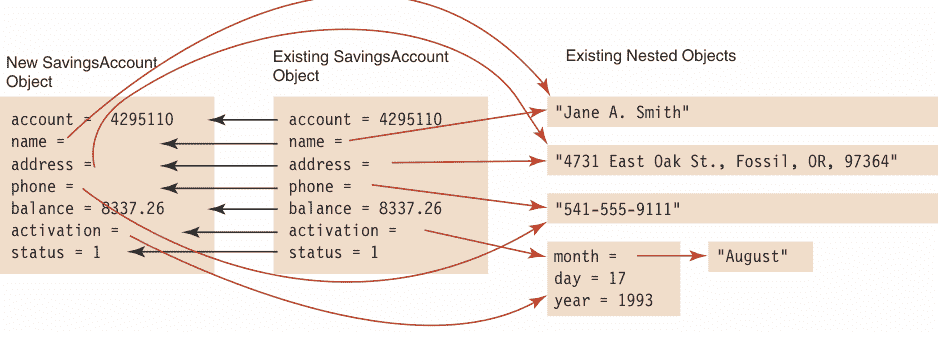 New SavingsAccount
Object
Existing SavingsAccount
Object
Existing Nested Objects
account = 4295110
name =
address =
phone =
balance = 8337.26
activation =
status = 1
account = 4295110
name =
address =
phone =
balance = 8337.26
activation =
status = 1
"Jane A. Smith"
"4731 East Oak St., Fossil, OR, 97364"
"541-555-9111"
month =
day = 17
year = 1993
"August"